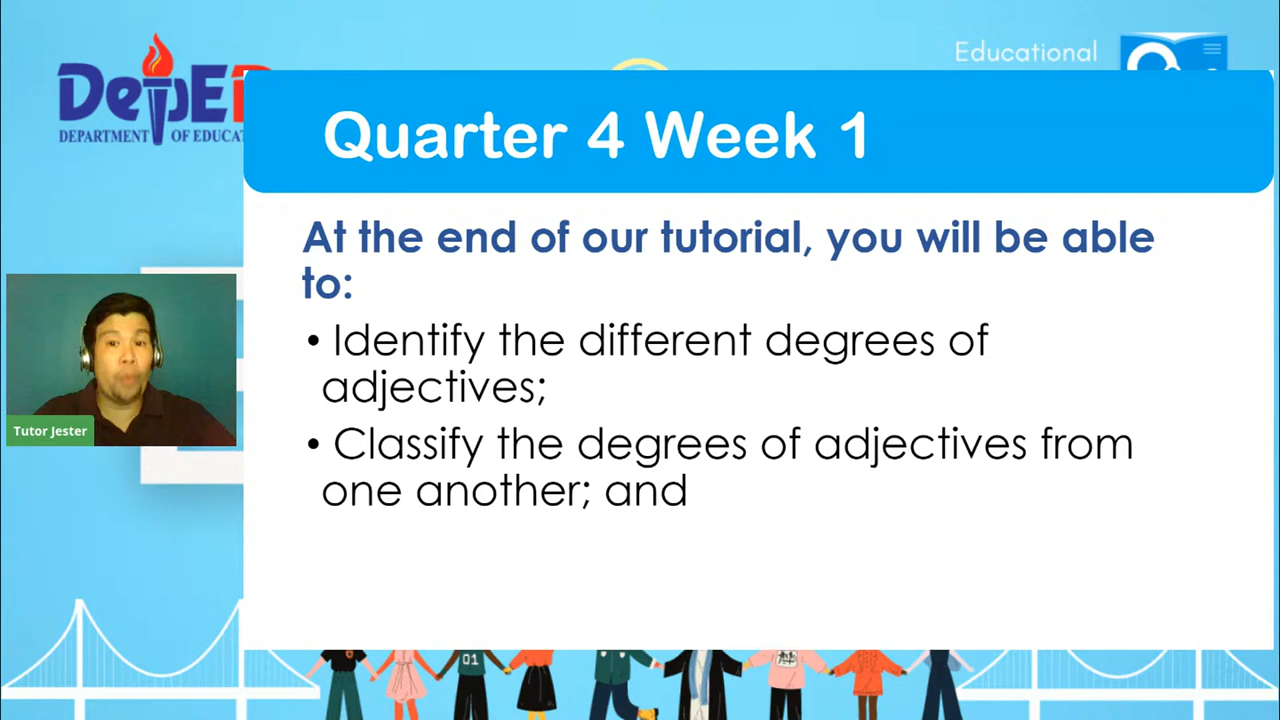 Educational
DepE
DEPARTMENT OF EDUCAT
Quarter 4 Week 1
At the end of our tutorial, you will be able
to:
• Identify the different degrees of
adjectives;
• Classify the degrees of adjectives from
one another; and
Tutor Jester
01